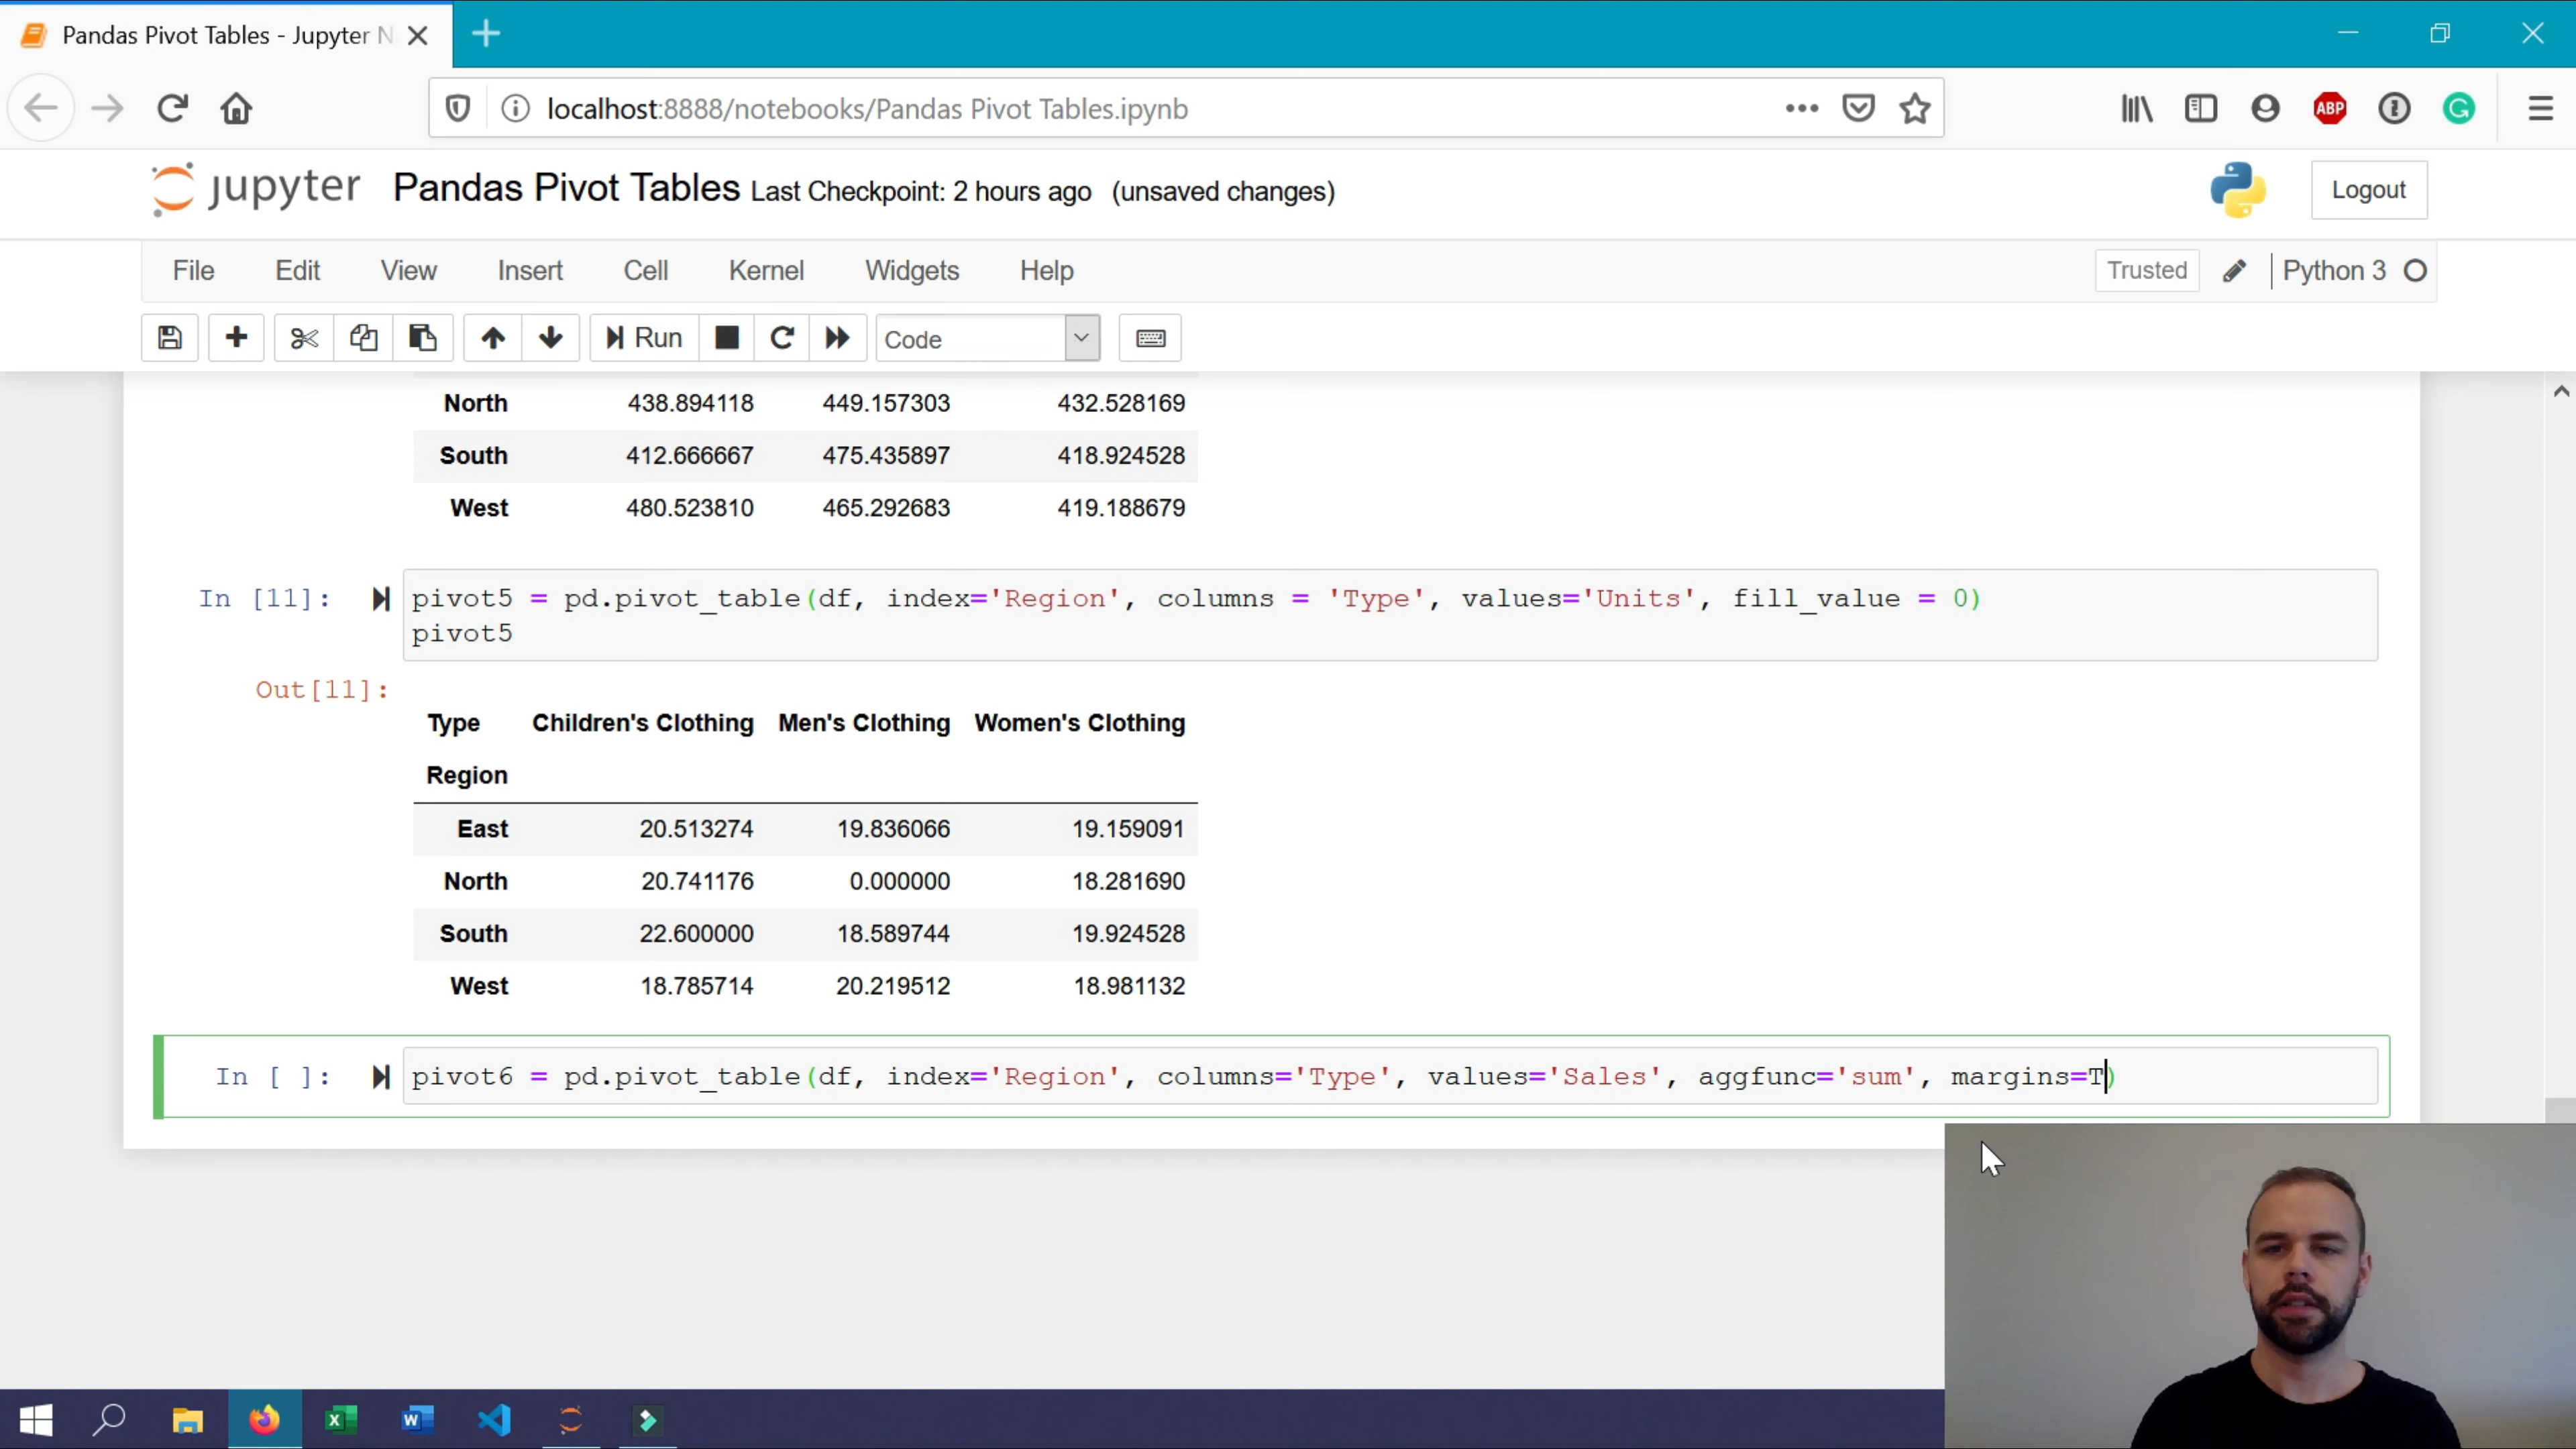 Pandas Pivot Tables - Jupyter N
localhost:8888/notebooks/Pandas Pivot Tables.ipynb
ABP
jupyter Pandas Pivot Tables Last Checkpoint: 2 hours ago (unsaved changes)
Logout
File Edit View Insert Cell Kernel Widgets Help Trusted Python 3
Run Code
North 438.894118 449.157303 432.528169
South 412.666667 475.435897 418.924528
West 480.523810 465.292683 419.188679
In [11]: pivot5 = pd.pivot_table(df, index='Region', columns = 'Type', values='Units', fill_value = 0)
pivot5
Out[11]:
Type Children's Clothing Men's Clothing Women's Clothing
Region
East 20.513274 19.836066 19.159091
North 20.741176 0.000000 18.281690
South 22.600000 18.589744 19.924528
West 18.785714 20.219512 18.981132
In [ ]: pivot6 = pd.pivot_table(df, index='Region', columns='Type', values='Sales', aggfunc='sum', margins=T)